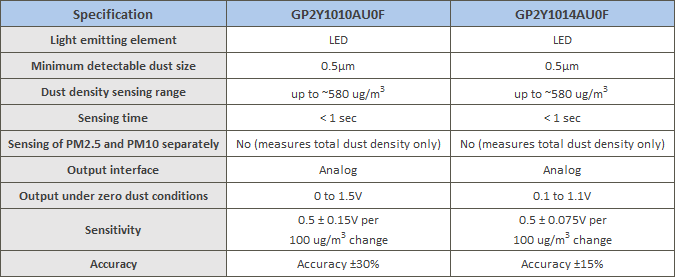 Specification GP2Y1010AU0F GP2Y1014AU0F
Light emitting element LED LED
Minimum detectable dust size 0.5µm 0.5µm
Dust density sensing range up to ~580 ug/m³ up to ~580 ug/m³
Sensing time < 1 sec < 1 sec
Sensing of PM2.5 and PM10 separately No (measures total dust density only) No (measures total dust density only)
Output interface Analog Analog
Output under zero dust conditions 0 to 1.5V 0.1 to 1.1V
Sensitivity 0.5 ± 0.15V per 0.5 ± 0.075V per
100 ug/m³ change 100 ug/m³ change
Accuracy Accuracy ±30% Accuracy ±15%